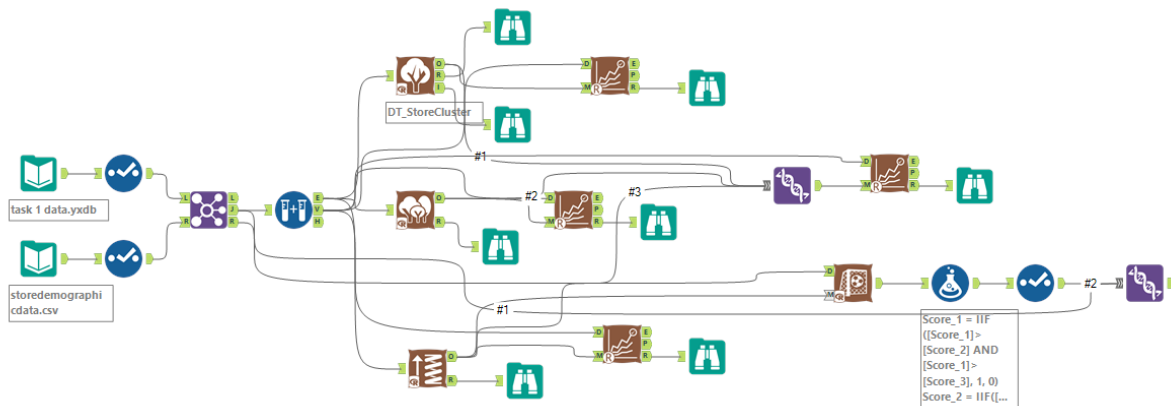 O
R
I
D
M
E
P
R
DT_StoreCluster
#1
D
M
E
P
R
task 1 data.yxdb
L
R
L
J
R
E
V
H
O
R
#2
D
M
E
P
R
#3
storedemographi
cdata.csv
D
M
#2
#1
Score_1 = IIF
([Score_1]>
[Score_2] AND
[Score_1]>
[Score_3], 1, 0)
Score_2 = IIF([...
O
R
D
M
E
P
R